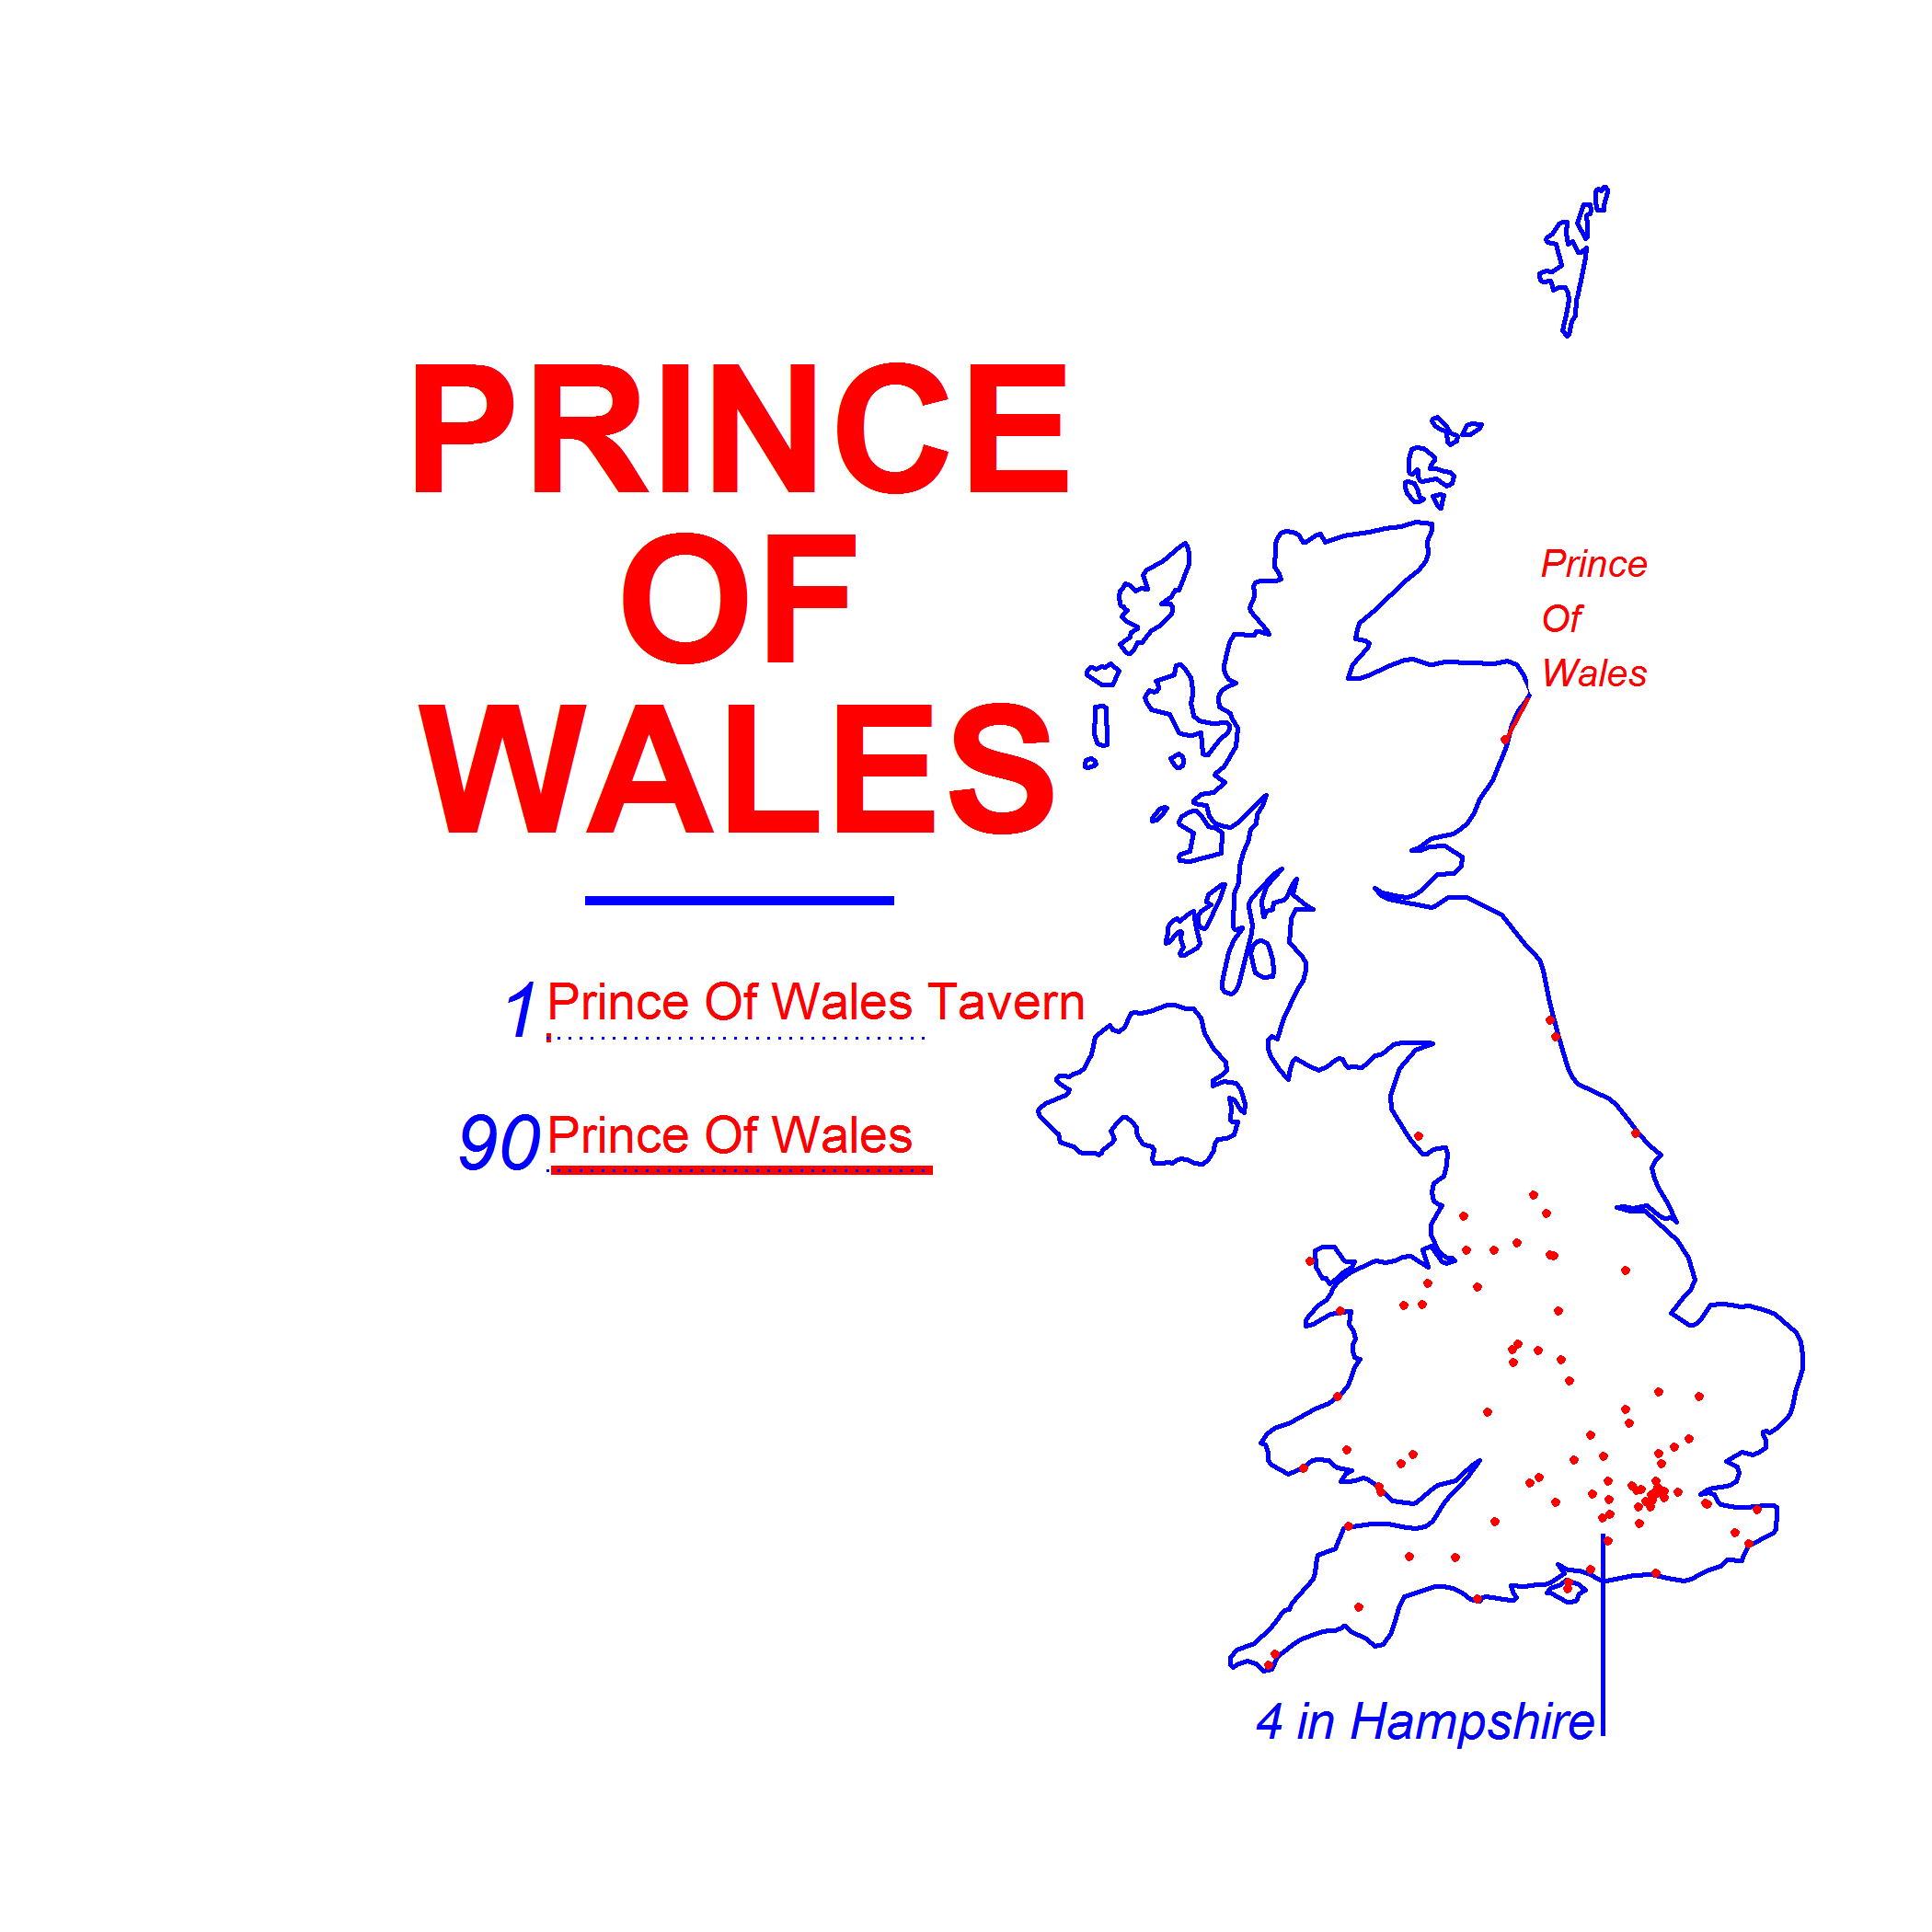 PRINCE
OF
WALES
1 Prince Of Wales Tavern
90 Prince Of Wales
Prince
Of
Wales
4 in Hampshire